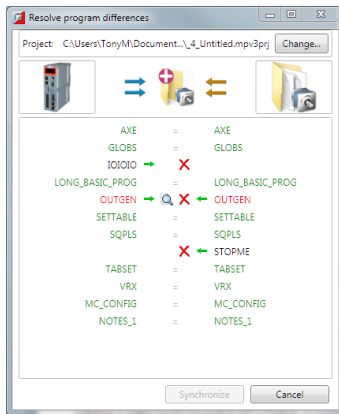 Resolve program differences
Project: C:\Users\TonyM\Document...\_4_Untitled.mpv3prj Change...
AXE = AXE
GLOBS = GLOBS
IOIOIO
LONG_BASIC_PROG = LONG_BASIC_PROG
OUTGEN OUTGEN
SETTABLE = SETTABLE
SQPLS = SQPLS
STOPME
TABSET = TABSET
VRX = VRX
MC_CONFIG = MC_CONFIG
NOTES_1 = NOTES_1
Synchronize Cancel